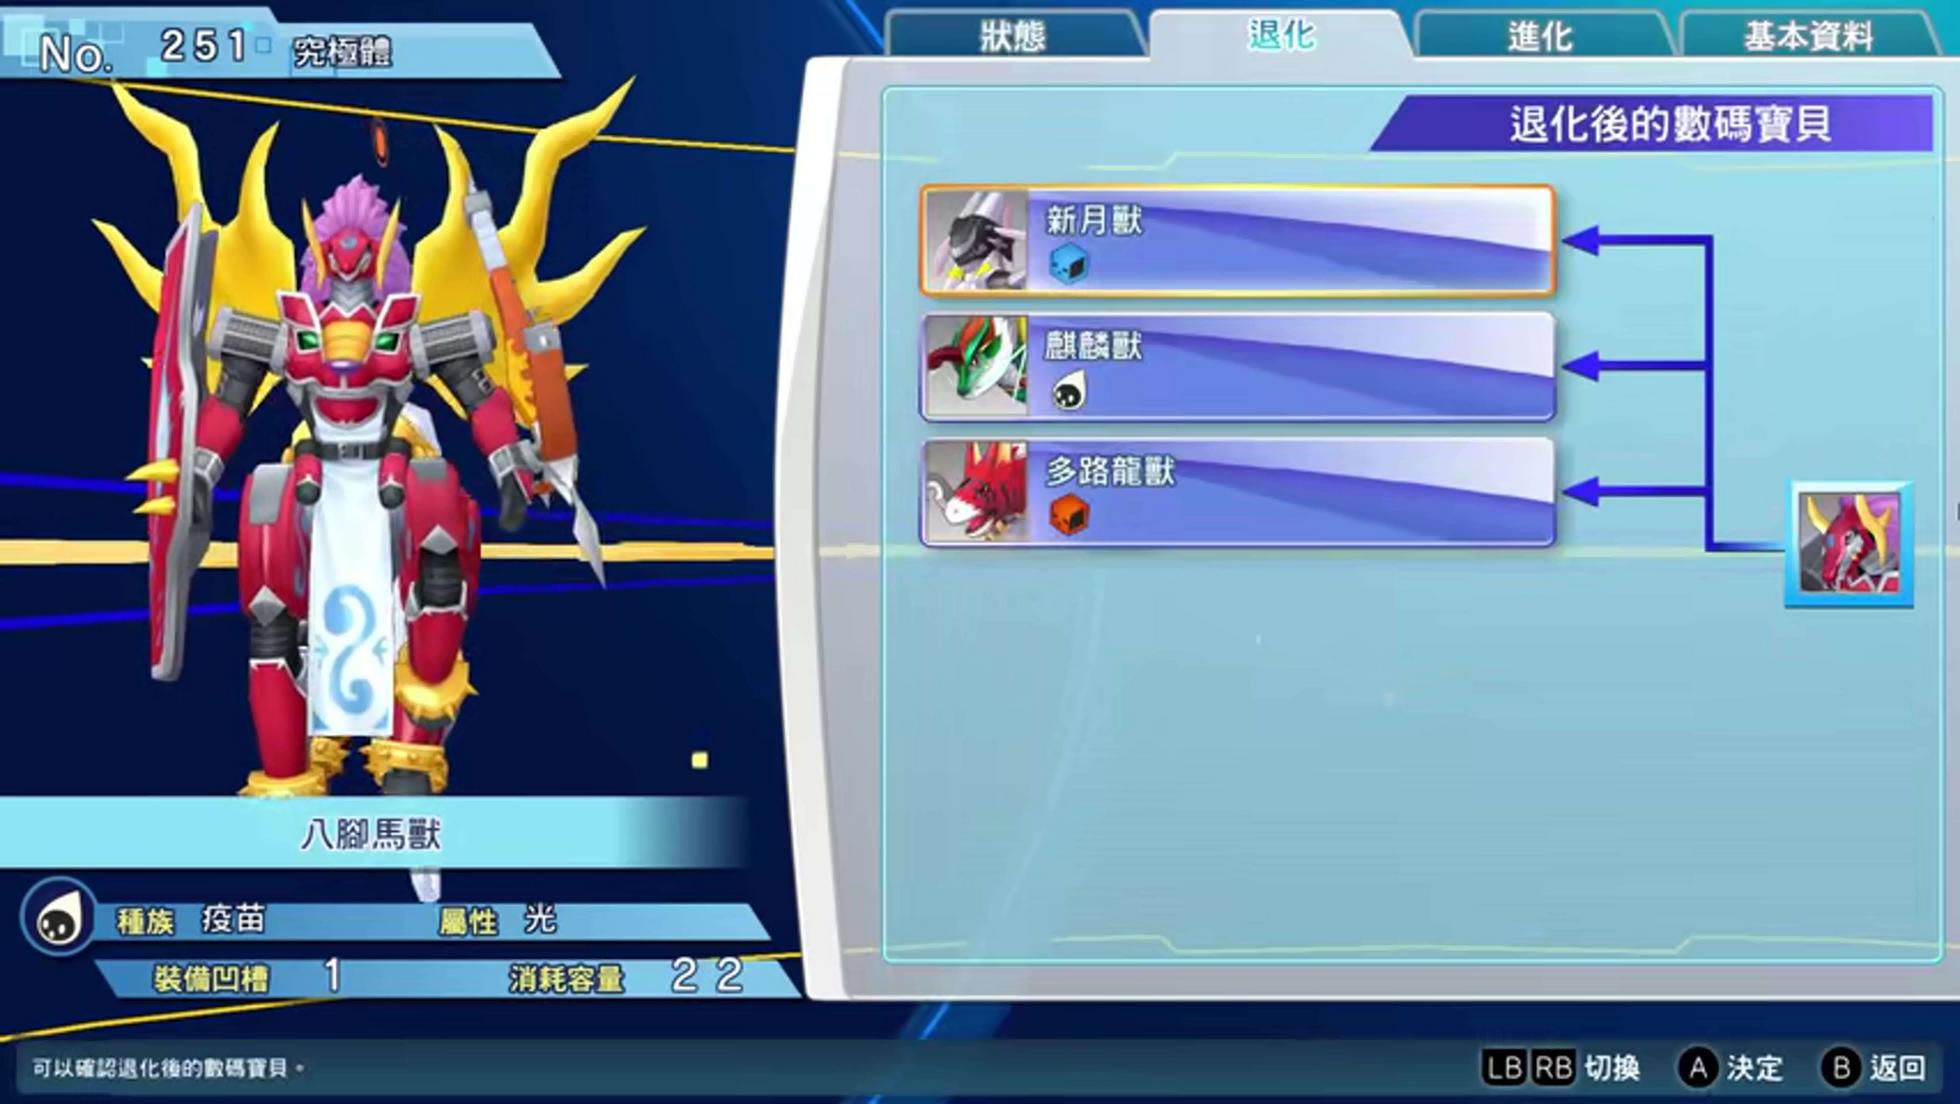 No. 251 究極體
狀態 退化 進化 基本資料
退化後的數碼寶貝
新月獸
麒麟獸
多路龍獸
八腳馬獸
種族 疫苗 屬性 光
裝備凹槽 1 消耗容量 22
可以確認退化後的數碼寶貝。
LB RB 切換 A 決定 B 返回